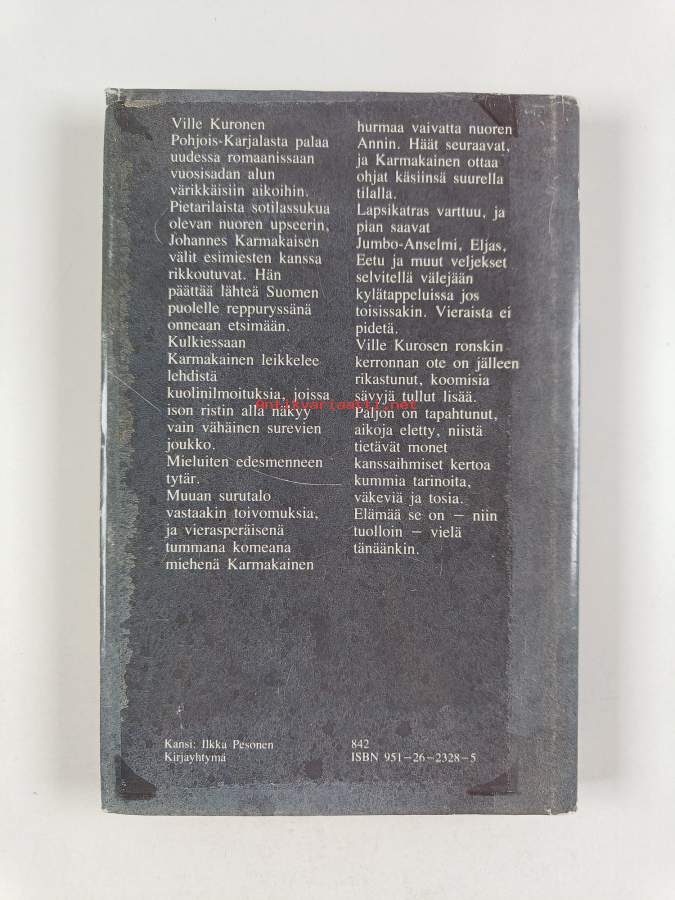 Ville Kuronen
Pohjois-Karjalasta palaa
uudessa romaanissaan
vuosisadan alun
värikkäisiin aikoihin.
Pietarilaista sotilassukua
olevan nuoren upseerin,
Johannes Karmakaisen
välit esimiesten kanssa
rikkoutuvat. Hän
päättää lähteä Suomen
puolelle reppuryssänä
onneaan etsimään.
Kulkiessaan
Karmakainen leikkelee
lehdistä
kuolinilmoituksia, joissa
ison ristin alla näkyy
vain vähäinen surevien
joukko.
Mieluiten edesmenneen
tytär.
Muuan surutalo
vastaakin toivomuksia,
ja vierasperäisenä
tummana komeana
miehenä Karmakainen
hurmaa vaivatta nuoren
Annin. Häät seuraavat,
ja Karmakainen ottaa
ohjat käsiinsä suurella
tilalla.
Lapsikatras varttuu, ja
pian saavat
Jumbo-Anselmi, Eljas,
Eetu ja muut veljekset
selvitellä välejään
kylätappeluissa jos
toisissakin. Vieraista ei
pidetä.
Ville Kurosen ronskin
kerronnan ote on jälleen
rikastunut, koomisia
sävyjä tullut lisää.
Paljon on tapahtunut,
aikoja eletty, niistä
tietävät monet
kanssaihmiset kertoa
kummia tarinoita,
väkeviä ja tosia.
Elämää se on – niin
tuolloin – vielä
tänäänkin.
antikvariaatti.net
Kansi: Ilkka Pesonen
Kirjayhtymä
842
ISBN 951–26–2328–5